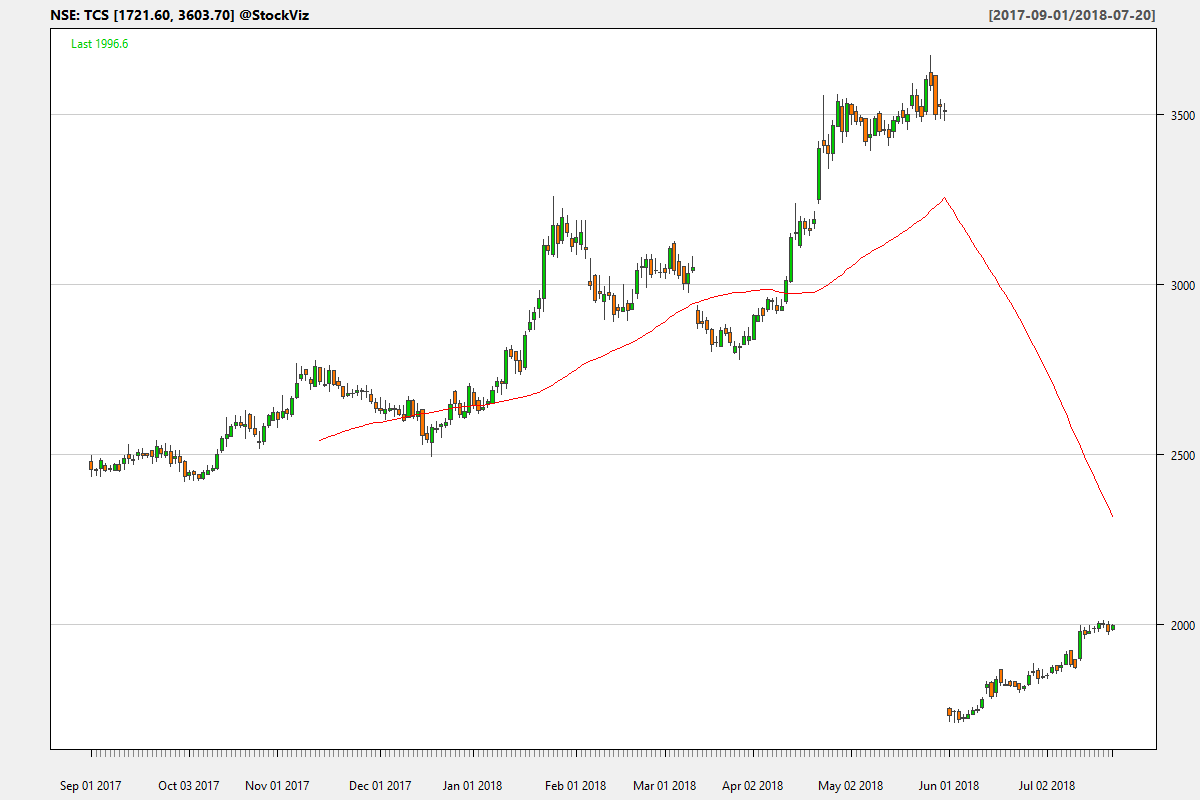 NSE: TCS [1721.60, 3603.70] @StockViz
[2017-09-01/2018-07-20]
Last 1996.6
3500
3000
2500
2000
Sep 01 2017
Oct 03 2017
Nov 01 2017
Dec 01 2017
Jan 01 2018
Feb 01 2018
Mar 01 2018
Apr 02 2018
May 02 2018
Jun 01 2018
Jul 02 2018